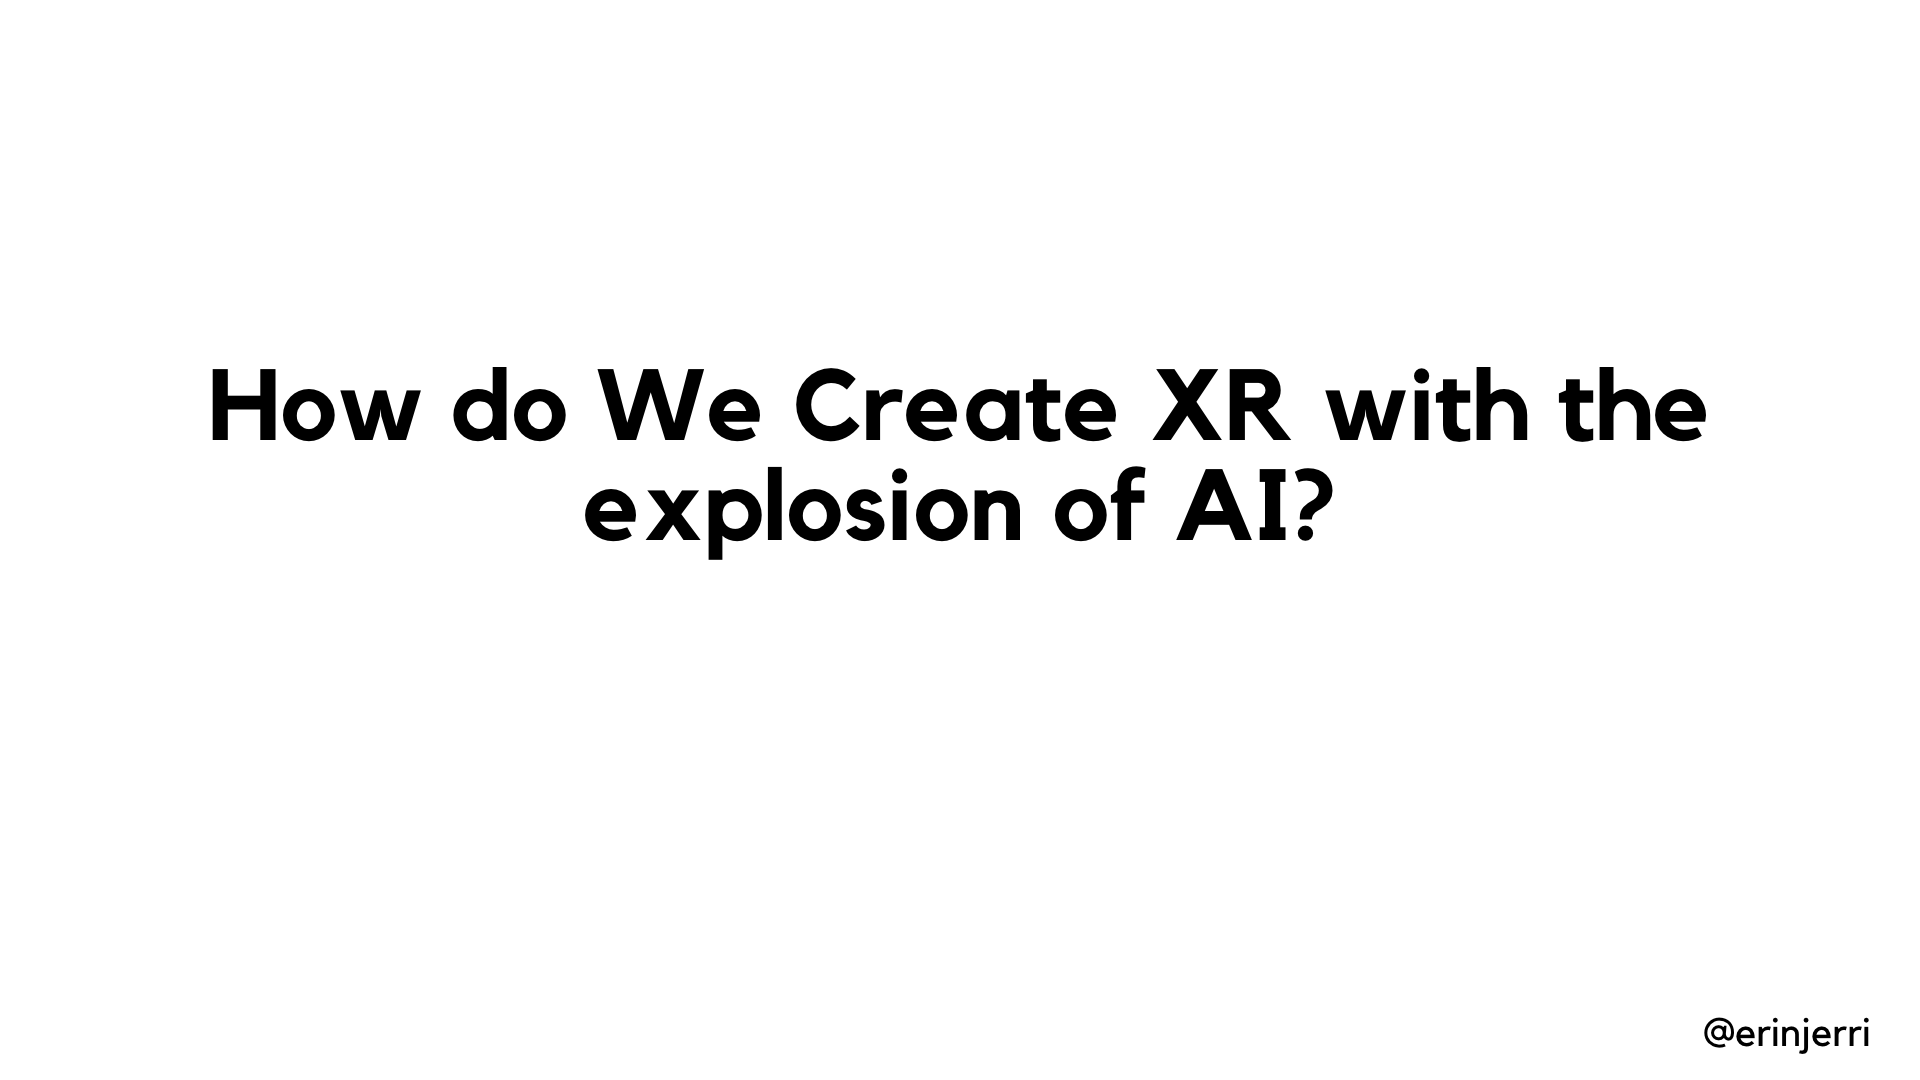 How do We Create XR with the
explosion of AI?
@erinjerri